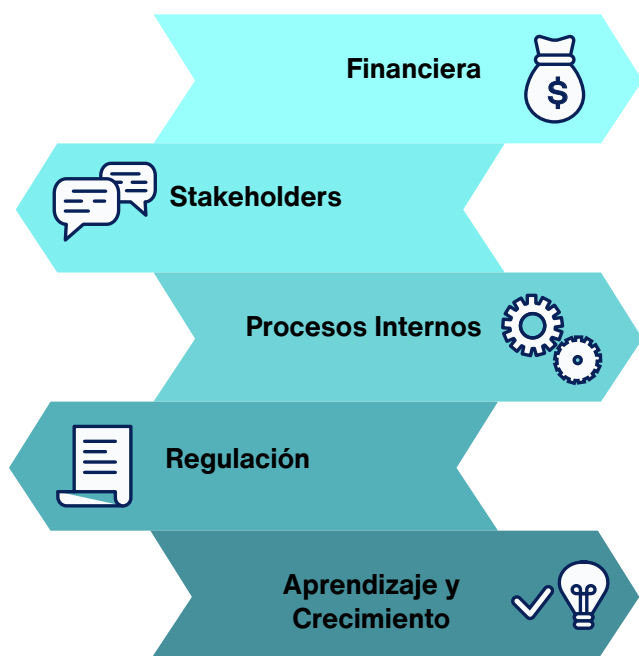 Financiera
$
Stakeholders
Procesos Internos
Regulación
Aprendizaje y
Crecimiento